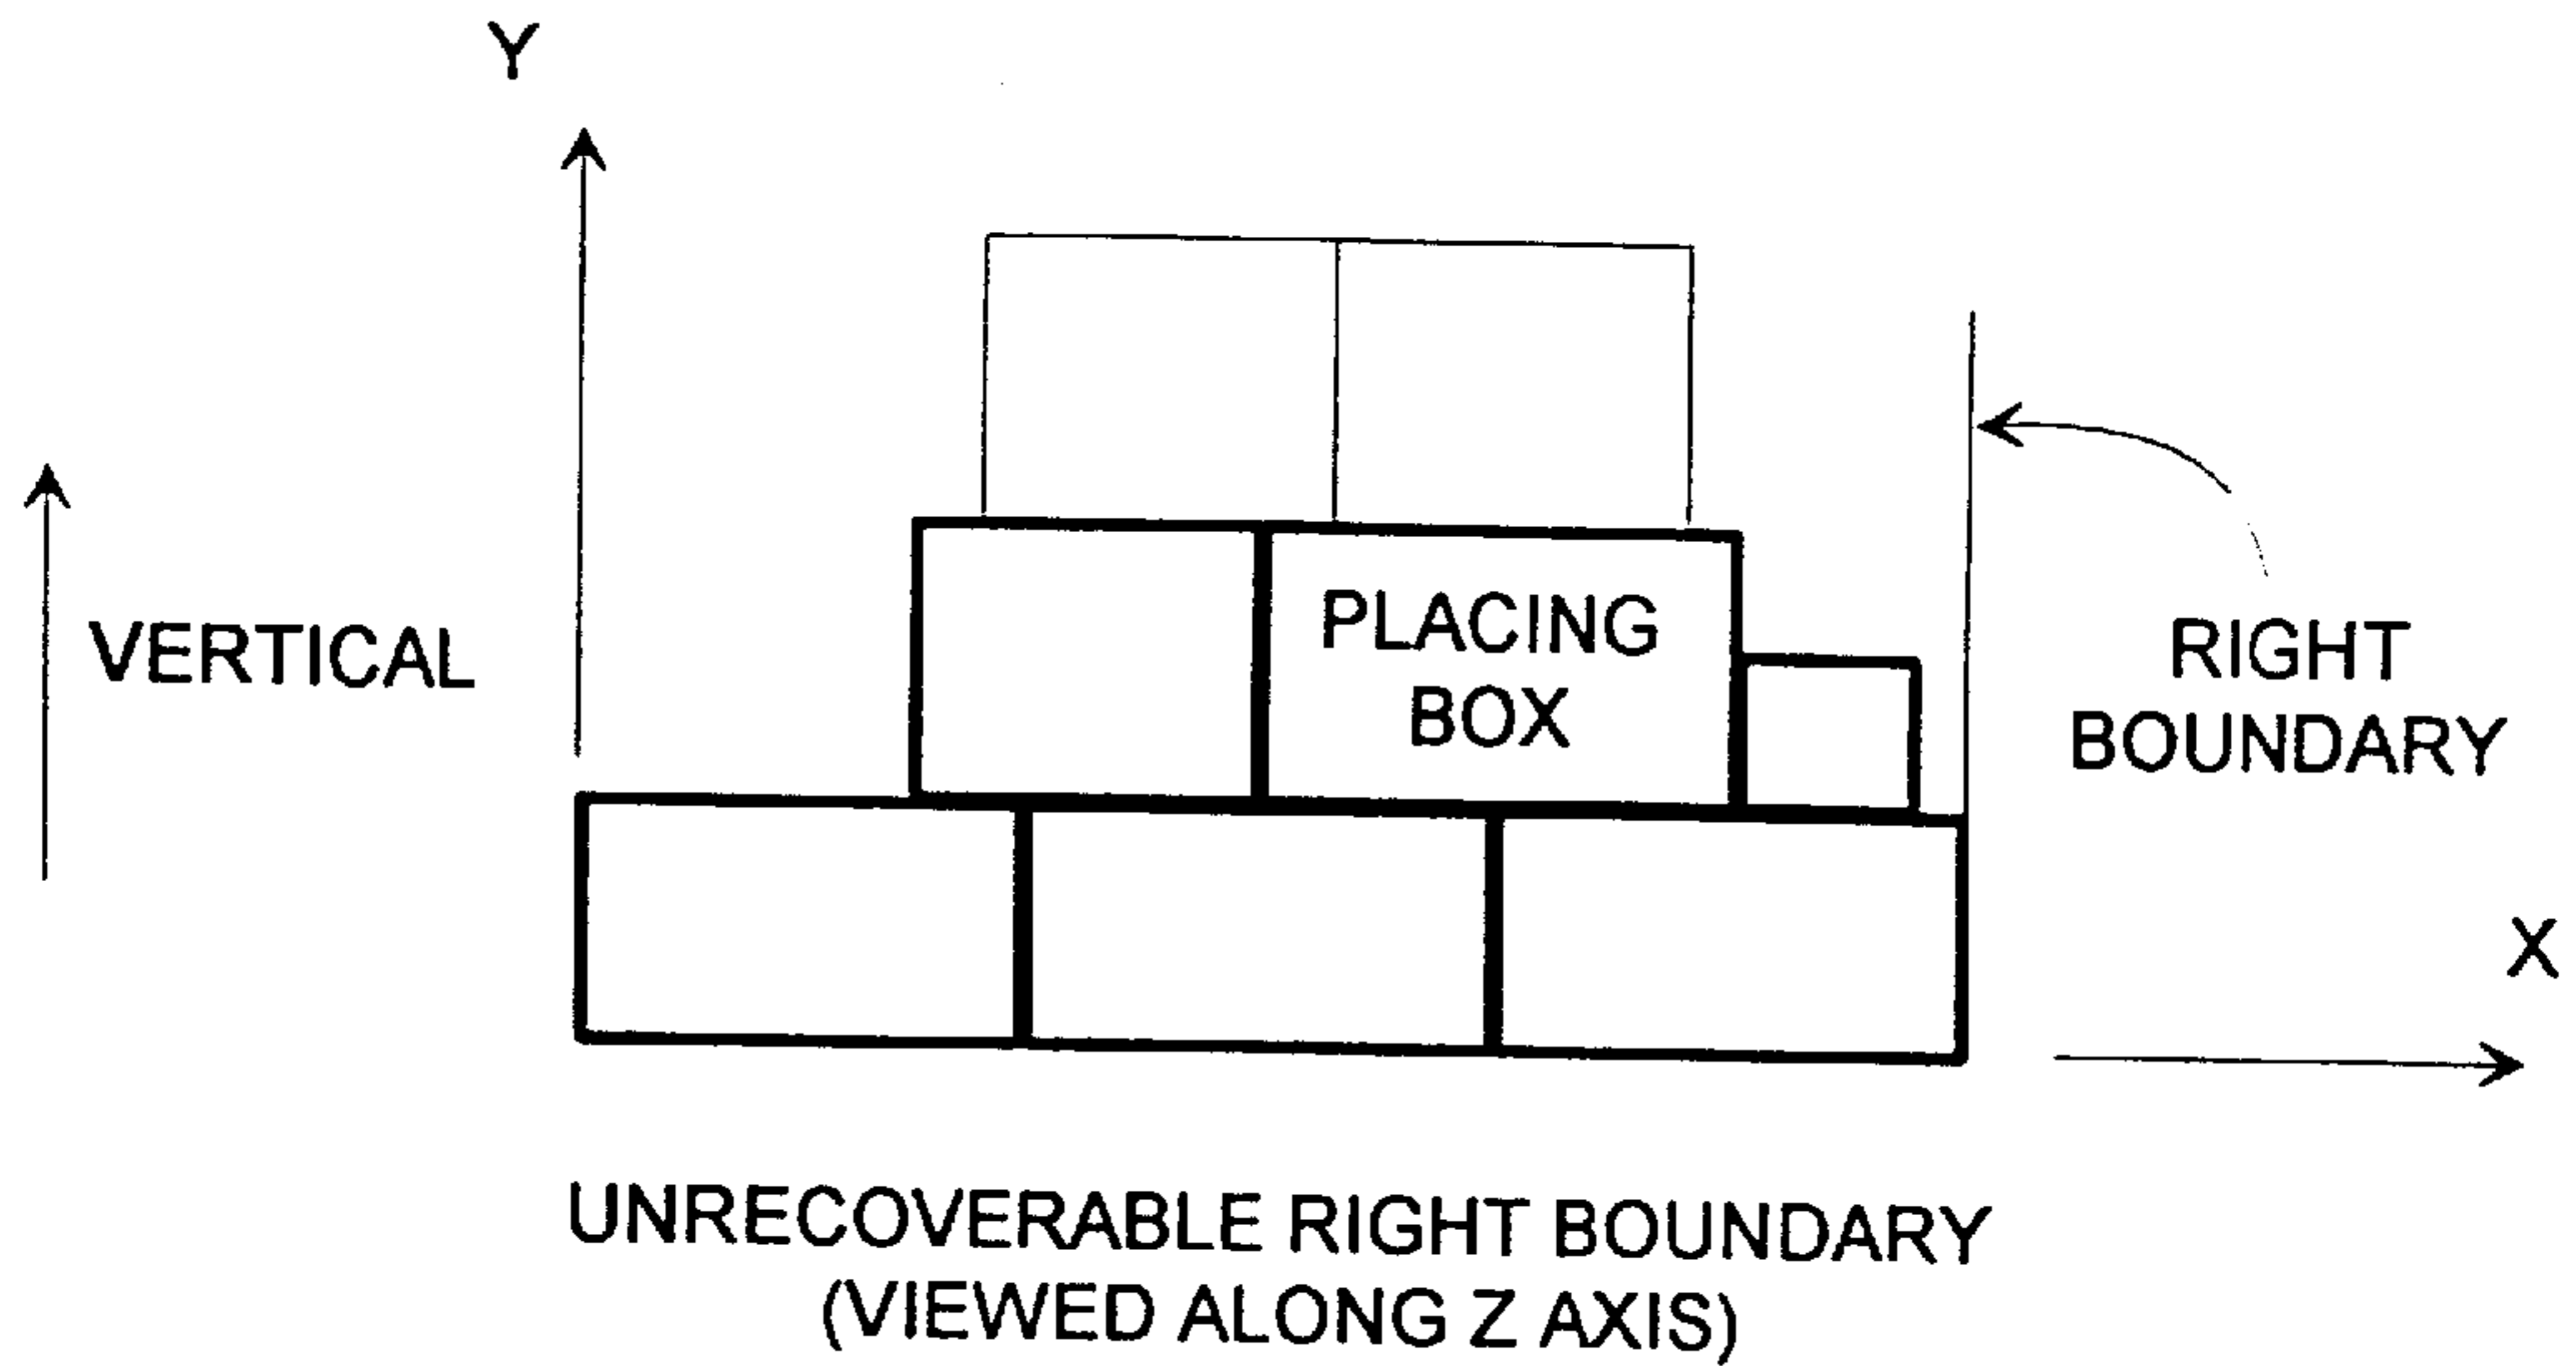 Y
VERTICAL
PLACING
BOX
RIGHT
BOUNDARY
X
UNRECOVERABLE RIGHT BOUNDARY
(VIEWED ALONG Z AXIS)